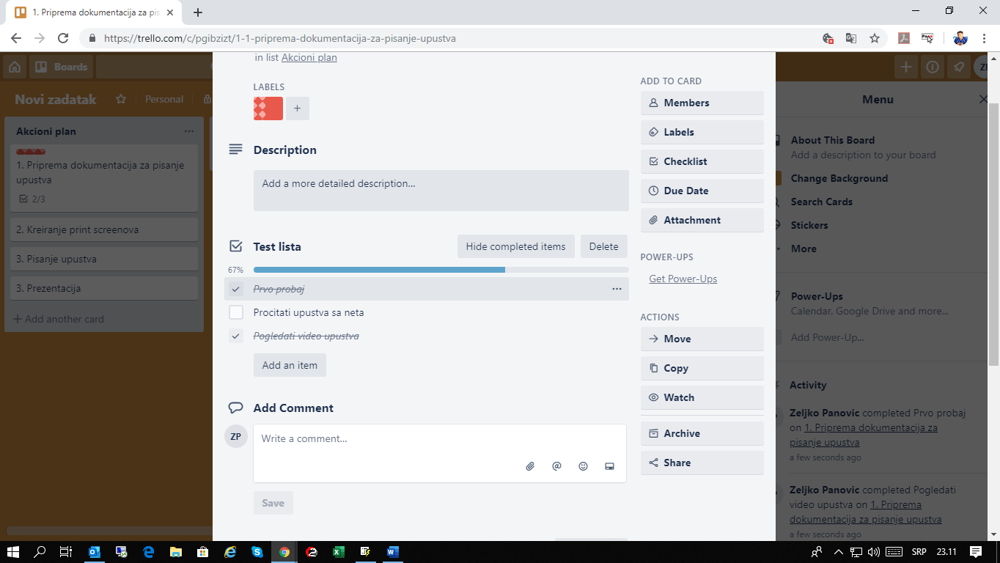 1. Priprema dokumentacija za pis
https://trello.com/c/pgibzizt/1-1-priprema-dokumentacija-za-pisanje-upustva
Boards
Novi zadatak
Personal
Akcioni plan
1. Priprema dokumentacija za pisanje
upustva
2/3
2. Kreiranje print screenova
3. Pisanje upustva
3. Prezentacija
Add another card
in list Akcioni plan
LABELS
Description
Add a more detailed description...
Test lista
Hide completed items
Delete
67%
Prvo probaj
Procitati upustva sa neta
Pogledati video upustva
Add an item
Add Comment
ZP
Write a comment...
Save
ADD TO CARD
Members
Labels
Checklist
Due Date
Attachment
POWER-UPS
Get Power-Ups
ACTIONS
Move
Copy
Watch
Archive
Share
Menu
About This Board
Add a description to your board
Change Background
Search Cards
Stickers
More
Power-Ups
Calendar, Google Drive and more...
Add Power-Up...
Activity
Zeljko Panovic completed Prvo probaj
on 1. Priprema dokumentacija za
pisanje upustva
a few seconds ago
Zeljko Panovic completed Pogledati
video upustva on 1. Priprema
dokumentacija za pisanje upustva
a few seconds ago
SRP
23.11